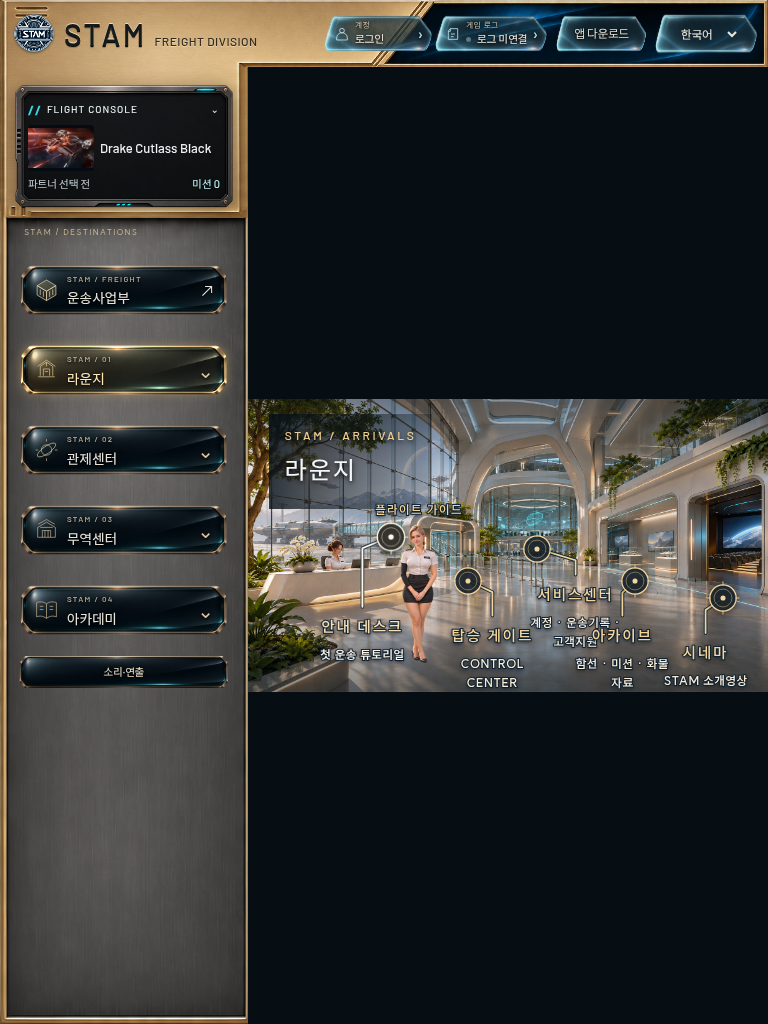 STAM
STAM FREIGHT DIVISION
계정
로그인
게임 로그
로그 미연결
앱 다운로드
한국어
// FLIGHT CONSOLE
Drake Cutlass Black
파트너 선택 전
미션 0
STAM / DESTINATIONS
STAM / FREIGHT
운송사업부
STAM / 01
라운지
STAM / 02
관제센터
STAM / 03
무역센터
STAM / 04
아카데미
소리·연출
STAM / ARRIVALS
라운지
플라이트 가이드
안내 데스크
첫 운송 튜토리얼
탑승 게이트
CONTROL
CENTER
서비스센터
계정 · 운송기록 ·
고객지원
아카이브
함선 · 미션 · 화물
자료
시네마
STAM 소개영상